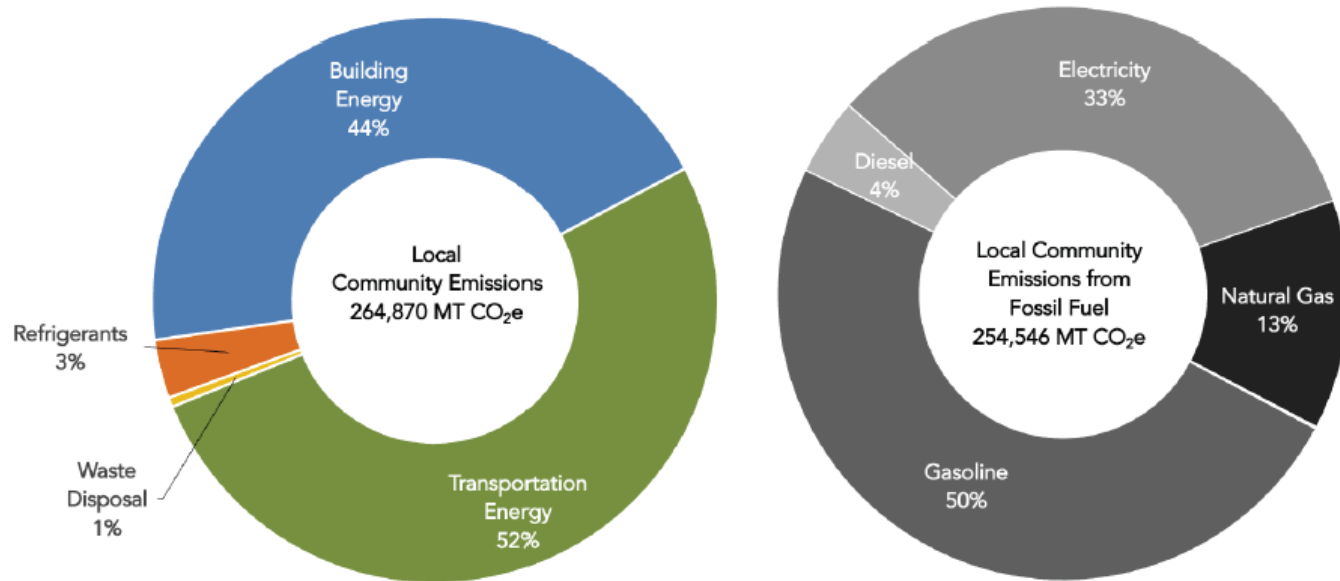 Building
Energy
44%
Local
Community Emissions
264,870 MT CO₂e
Refrigerants
3%
Waste
Disposal
1%
Transportation
Energy
52%
Electricity
33%
Diesel
4%
Local Community
Emissions from
Fossil Fuel
254,546 MT CO₂e
Natural Gas
13%
Gasoline
50%